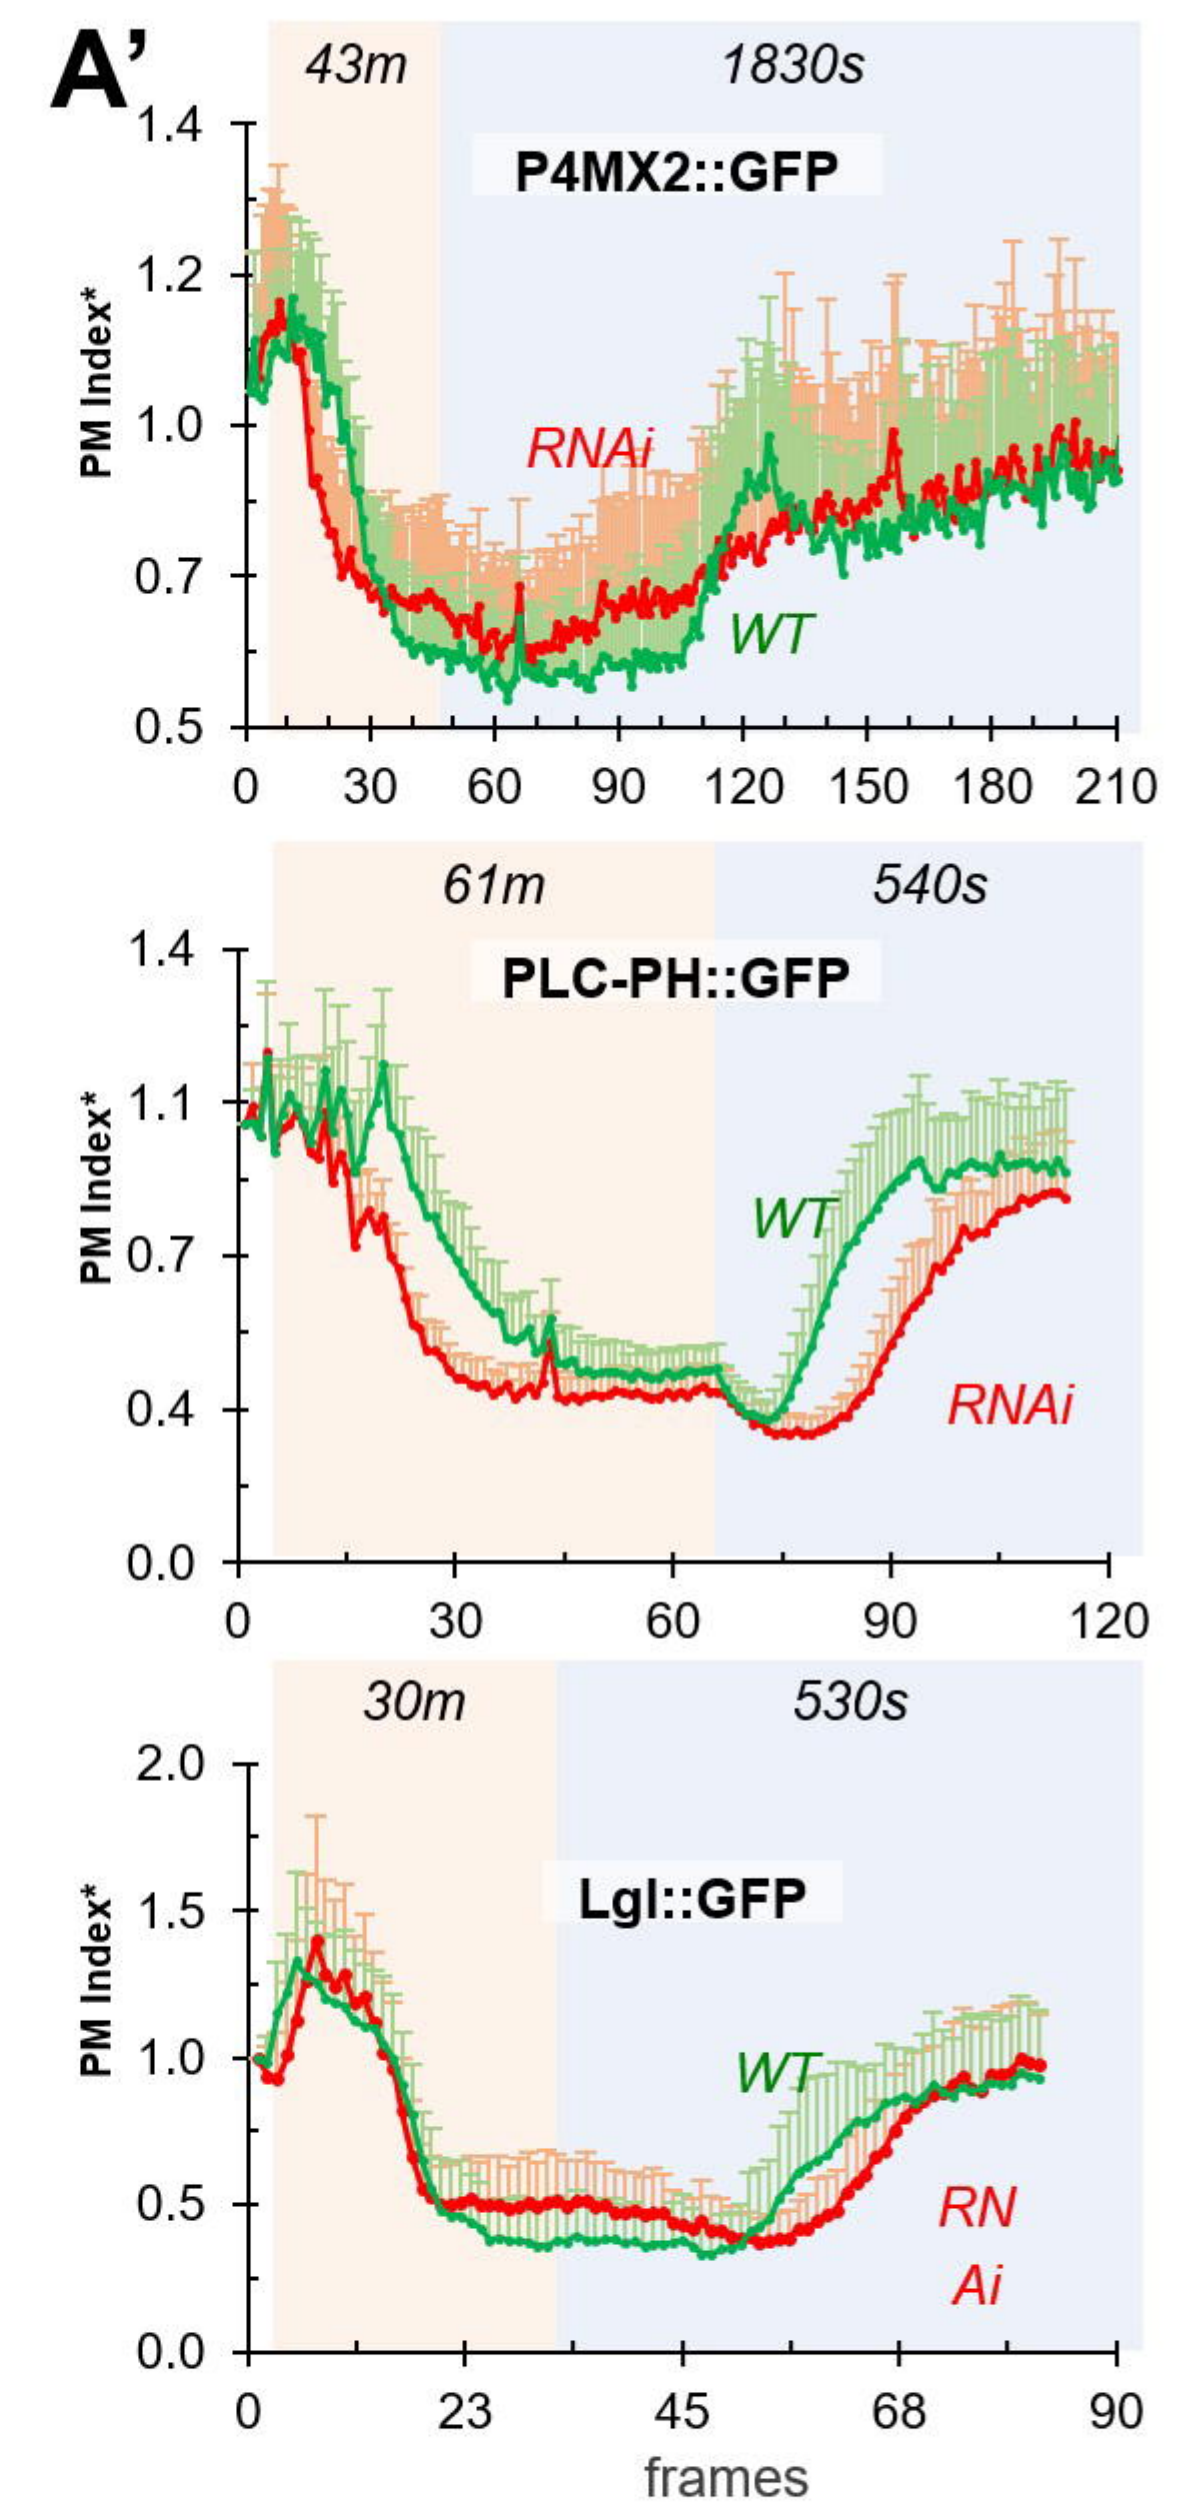 A’
43m 1830s
1.4
P4MX2::GFP
1.2
PM Index*
1.0
RNAi
0.7
WT
0.5
0 30 60 90 120 150 180 210
61m 540s
1.4
PLC-PH::GFP
1.1
PM Index*
WT
0.7
0.4
RNAi
0.0
0 30 60 90 120
30m 530s
2.0
Lgl::GFP
1.5
PM Index*
1.0
WT
0.5
RN
Ai
0.0
0 23 45 68 90
frames